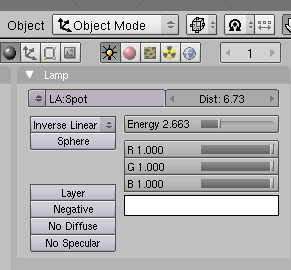 Object Object Mode
1
Lamp
LA:Spot Dist: 6.73
Inverse Linear Energy 2.663
Sphere
R 1.000
G 1.000
B 1.000
Layer
Negative
No Diffuse
No Specular